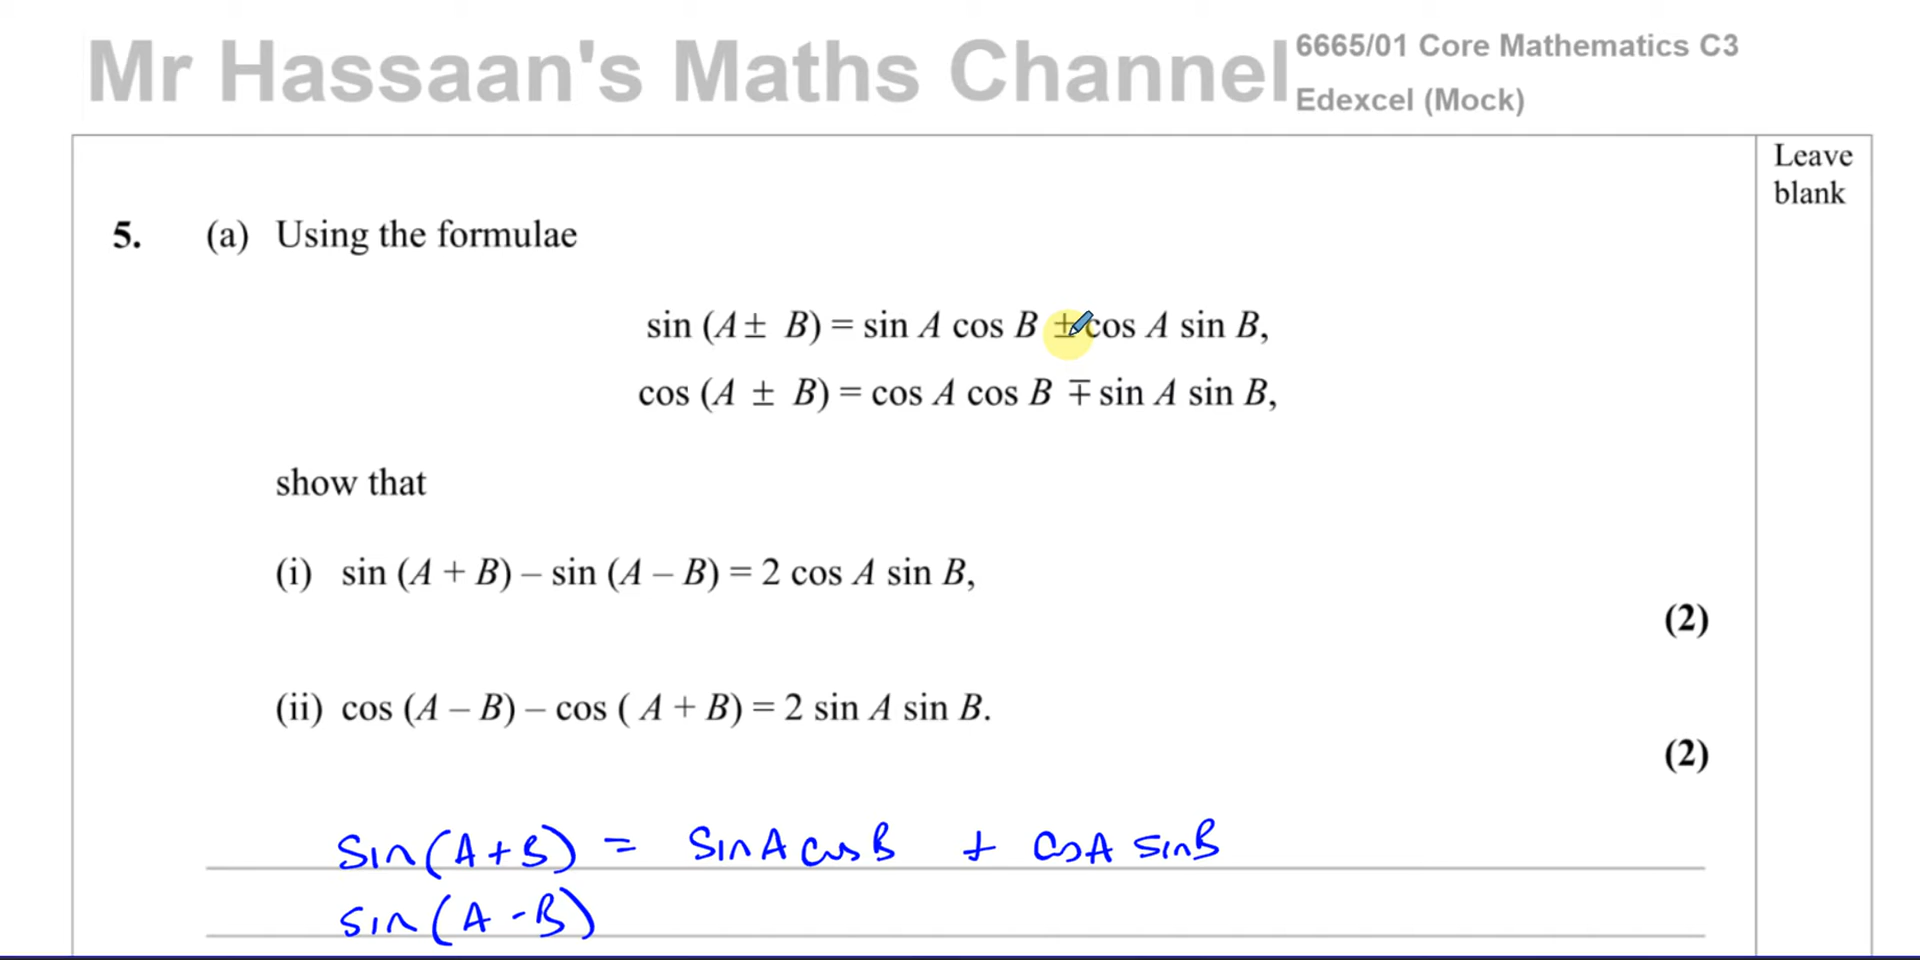 Mr Hassaan's Maths Channel
6665/01 Core Mathematics C3
Edexcel (Mock)
Leave
blank
5. (a) Using the formulae
sin (A ± B) = sin A cos B ± cos A sin B,
cos (A ± B) = cos A cos B ∓ sin A sin B,
show that
(i) sin (A + B) – sin (A – B) = 2 cos A sin B,
(2)
(ii) cos (A – B) – cos ( A + B) = 2 sin A sin B.
(2)
sin(A+B) = sinA cosB + cosA sinB
sin(A-B)